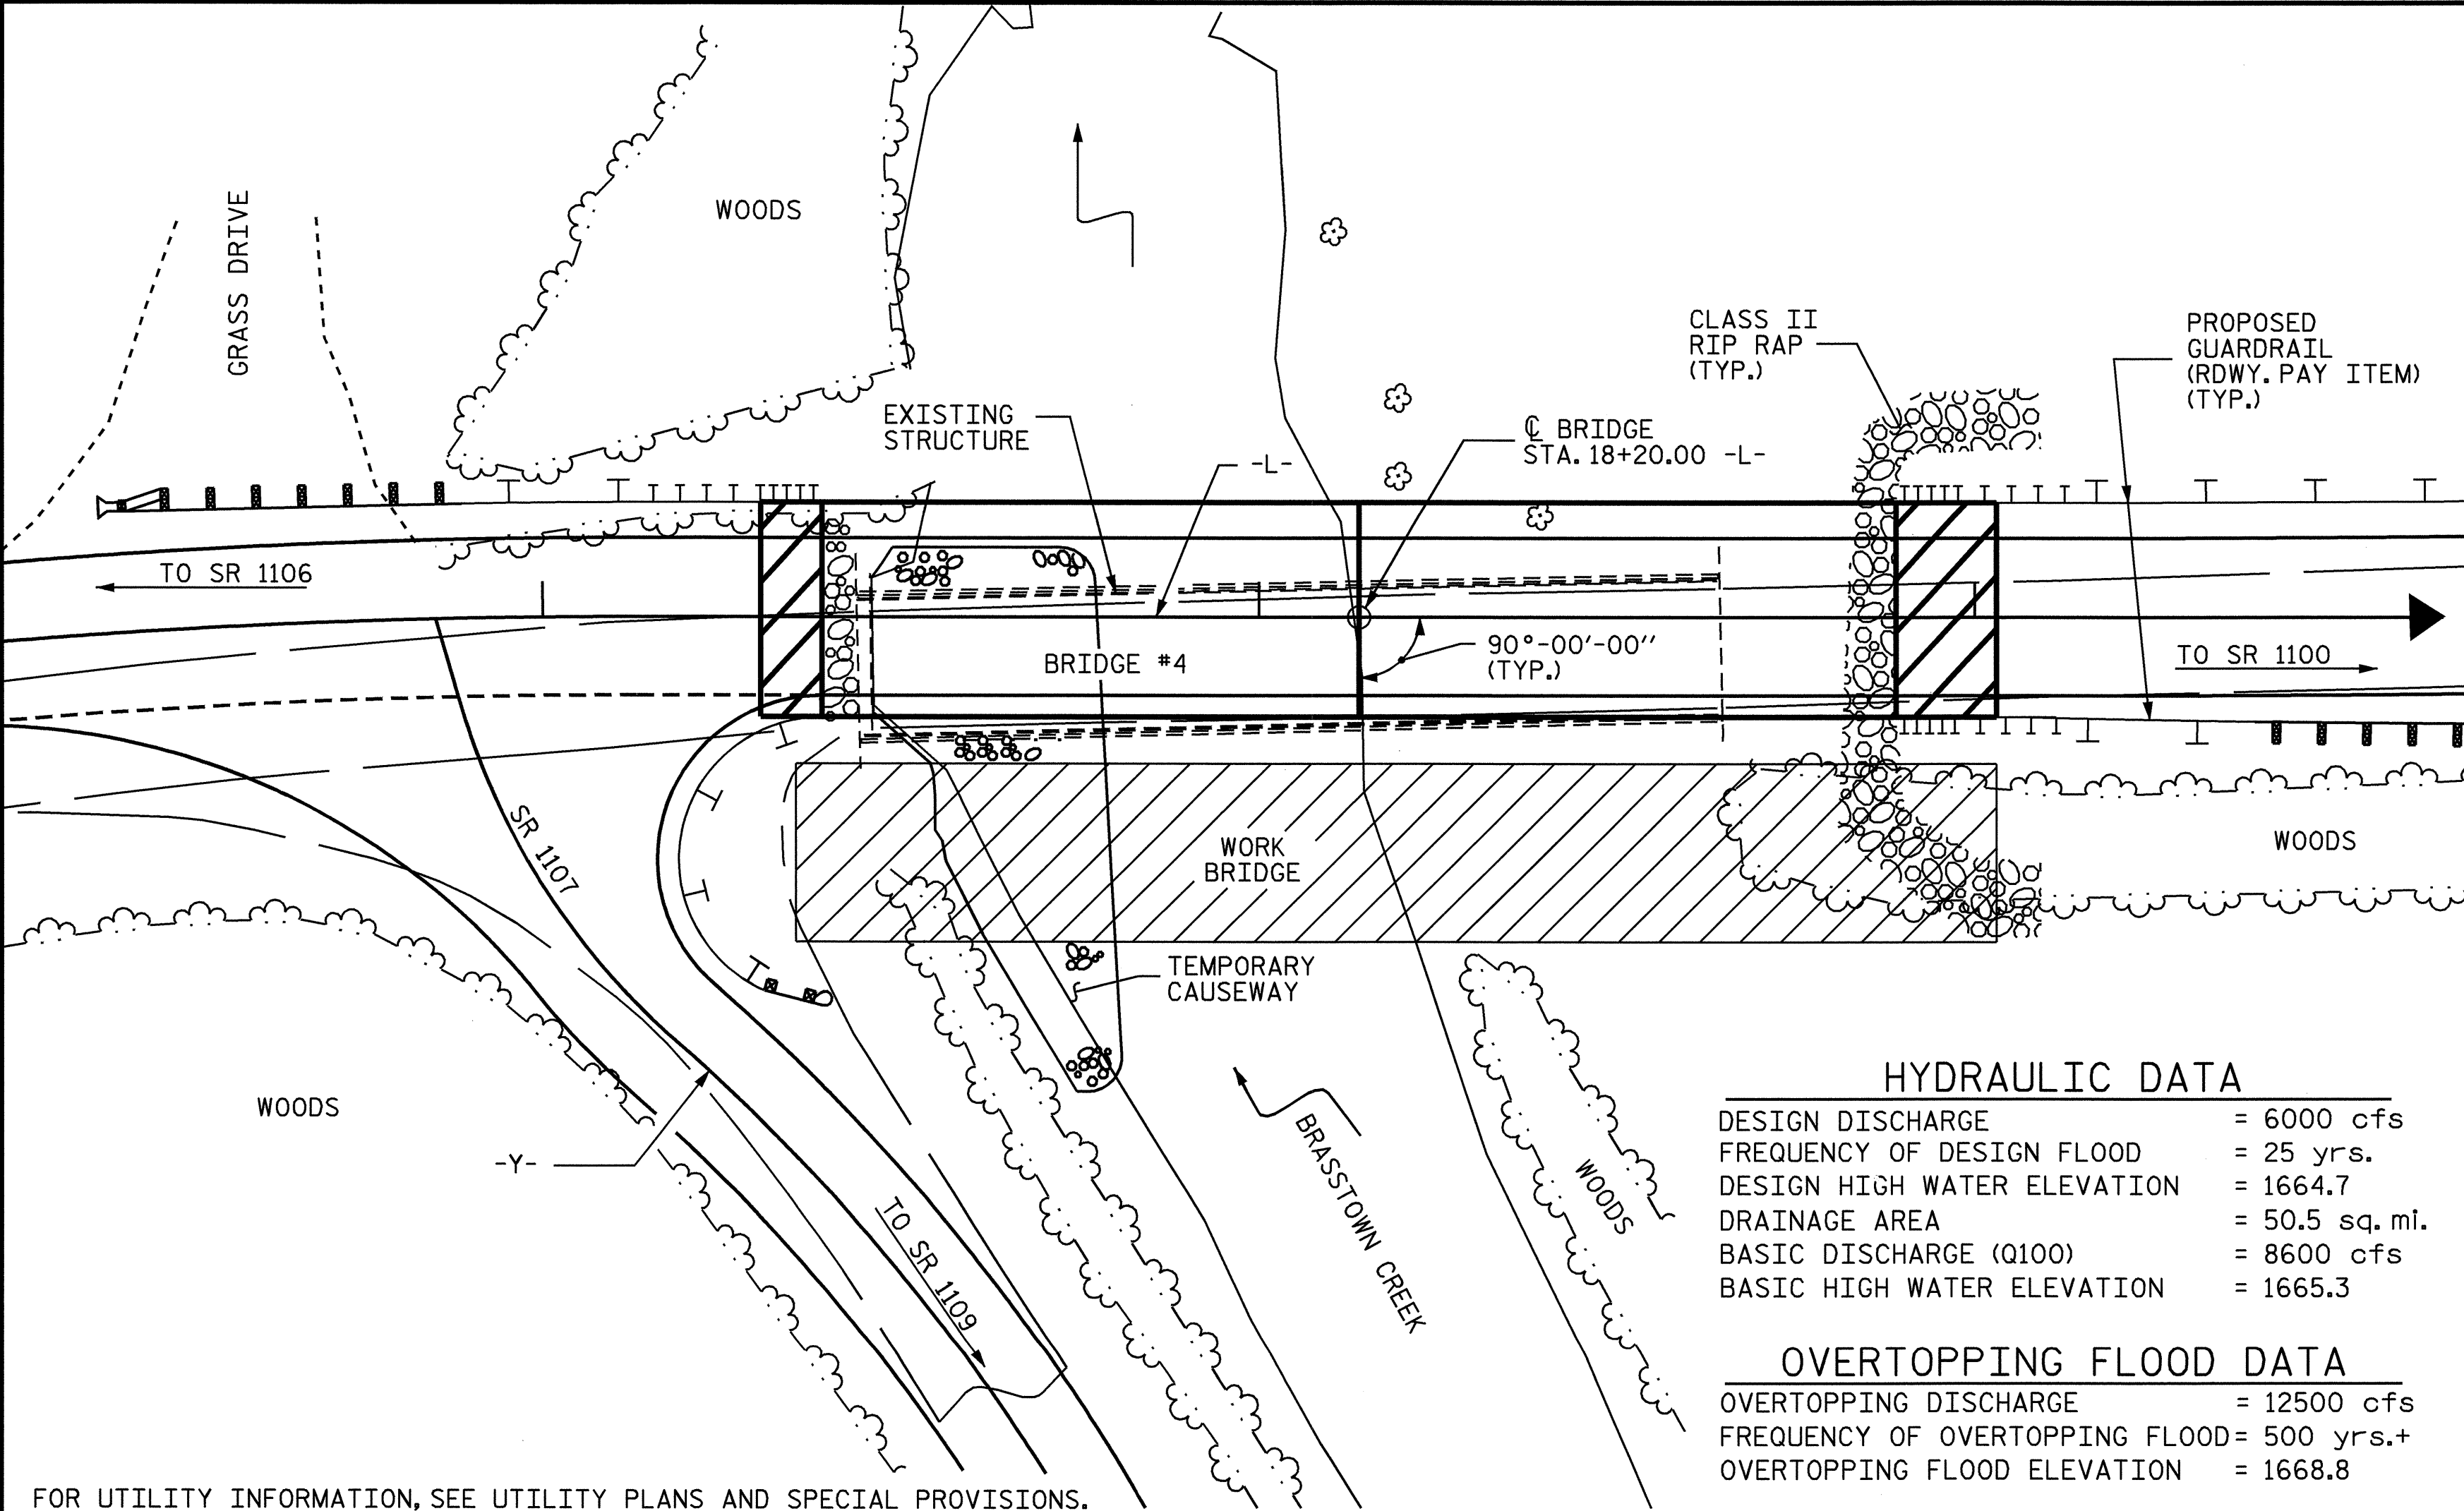 GRASS DRIVE
WOODS
EXISTING
STRUCTURE
-L-
℄ BRIDGE
STA. 18+20.00 -L-
CLASS II
RIP RAP
(TYP.)
PROPOSED
GUARDRAIL
(RDWY. PAY ITEM)
(TYP.)
TO SR 1106
BRIDGE #4
90°-00'-00"
(TYP.)
TO SR 1100
SR 1107
WORK
BRIDGE
WOODS
TEMPORARY
CAUSEWAY
WOODS
-Y-
TO SR 1109
BRASSTOWN CREEK
WOODS
HYDRAULIC DATA
DESIGN DISCHARGE = 6000 cfs
FREQUENCY OF DESIGN FLOOD = 25 yrs.
DESIGN HIGH WATER ELEVATION = 1664.7
DRAINAGE AREA = 50.5 sq. mi.
BASIC DISCHARGE (Q100) = 8600 cfs
BASIC HIGH WATER ELEVATION = 1665.3
OVERTOPPING FLOOD DATA
OVERTOPPING DISCHARGE = 12500 cfs
FREQUENCY OF OVERTOPPING FLOOD = 500 yrs.+
OVERTOPPING FLOOD ELEVATION = 1668.8
FOR UTILITY INFORMATION, SEE UTILITY PLANS AND SPECIAL PROVISIONS.